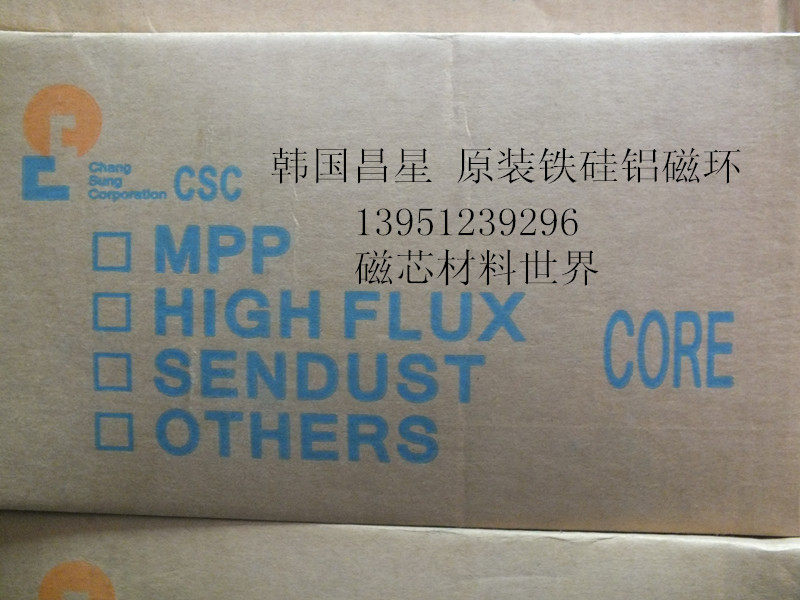 Chang
Sung
Corporation CSC
韩国昌星 原装铁硅铝磁环
13951239296
磁芯材料世界
MPP
HIGH FLUX
SENDUST
OTHERS
CORE